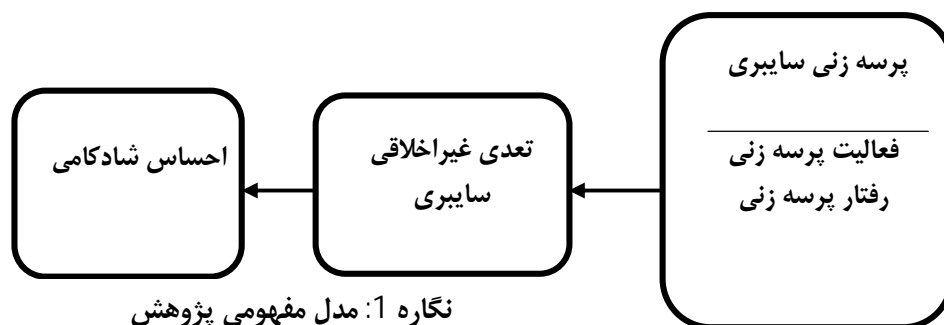 پرسه زنی سایبری
فعالیت پرسه زنی
رفتار پرسه زنی
تعدی غیراخلاقی
سایبری
احساس شادکامی
نگاره 1: مدل مفهومی پژوهش